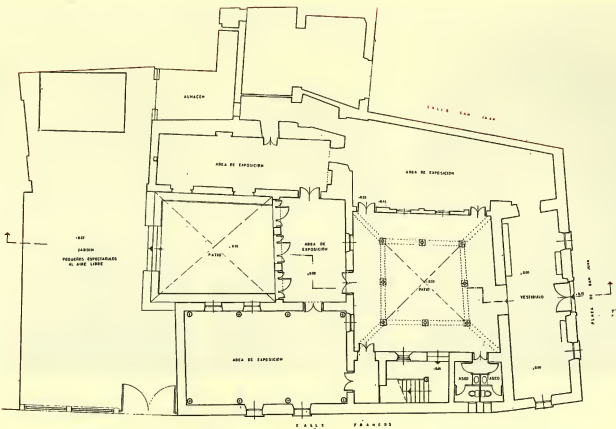 CALLE SAN JUAN
ALMACEN
AREA DE EXPOSICION
AREA DE EXPOSICION
JARDIN
PEQUEÑOS ESPECTACULOS
AL AIRE LIBRE
PATIO
AREA DE
EXPOSICION
PATIO
VESTIBULO
PLAZA DE SAN JUAN
AREA DE EXPOSICION
ASEO
ASEO
CALLE FRANCOS